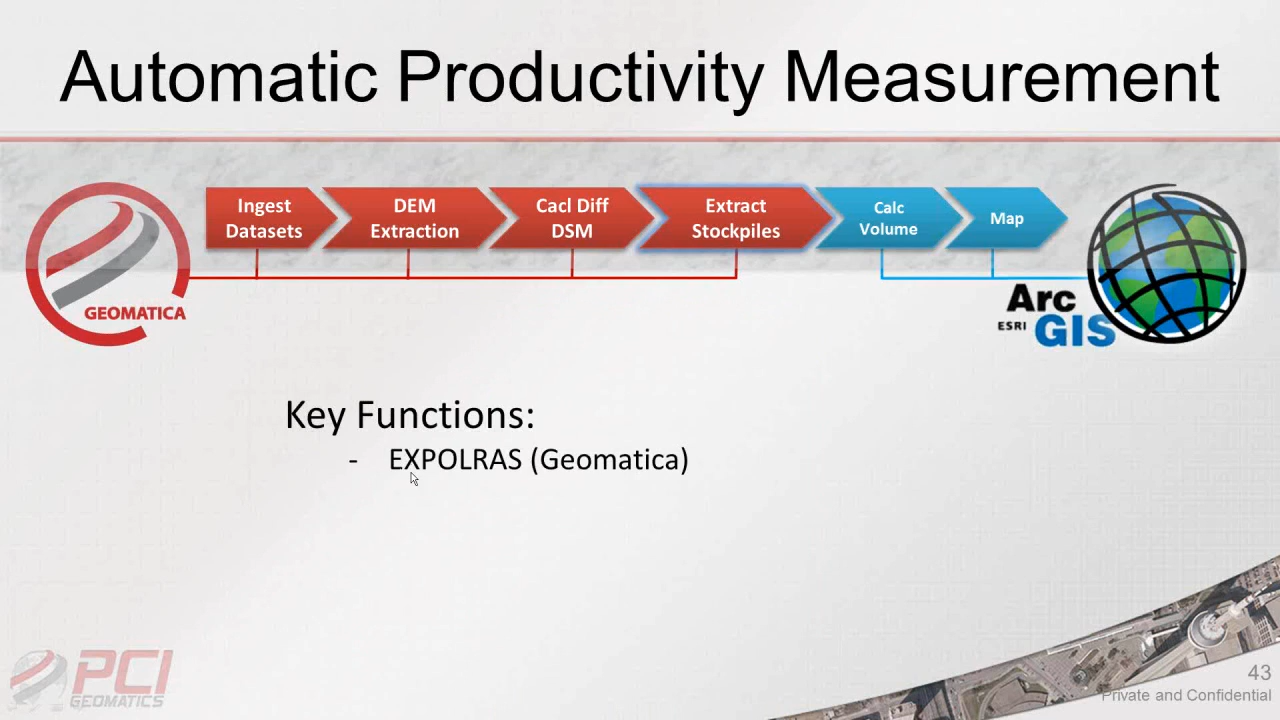 Automatic Productivity Measurement
Ingest
Datasets
DEM
Extraction
Cacl Diff
DSM
Extract
Stockpiles
Calc
Volume
Map
GEOMATICA
Arc
ESRI GIS
Key Functions:
- EXPOLRAS (Geomatica)
PCI
GEOMATICS
43
Private and Confidential